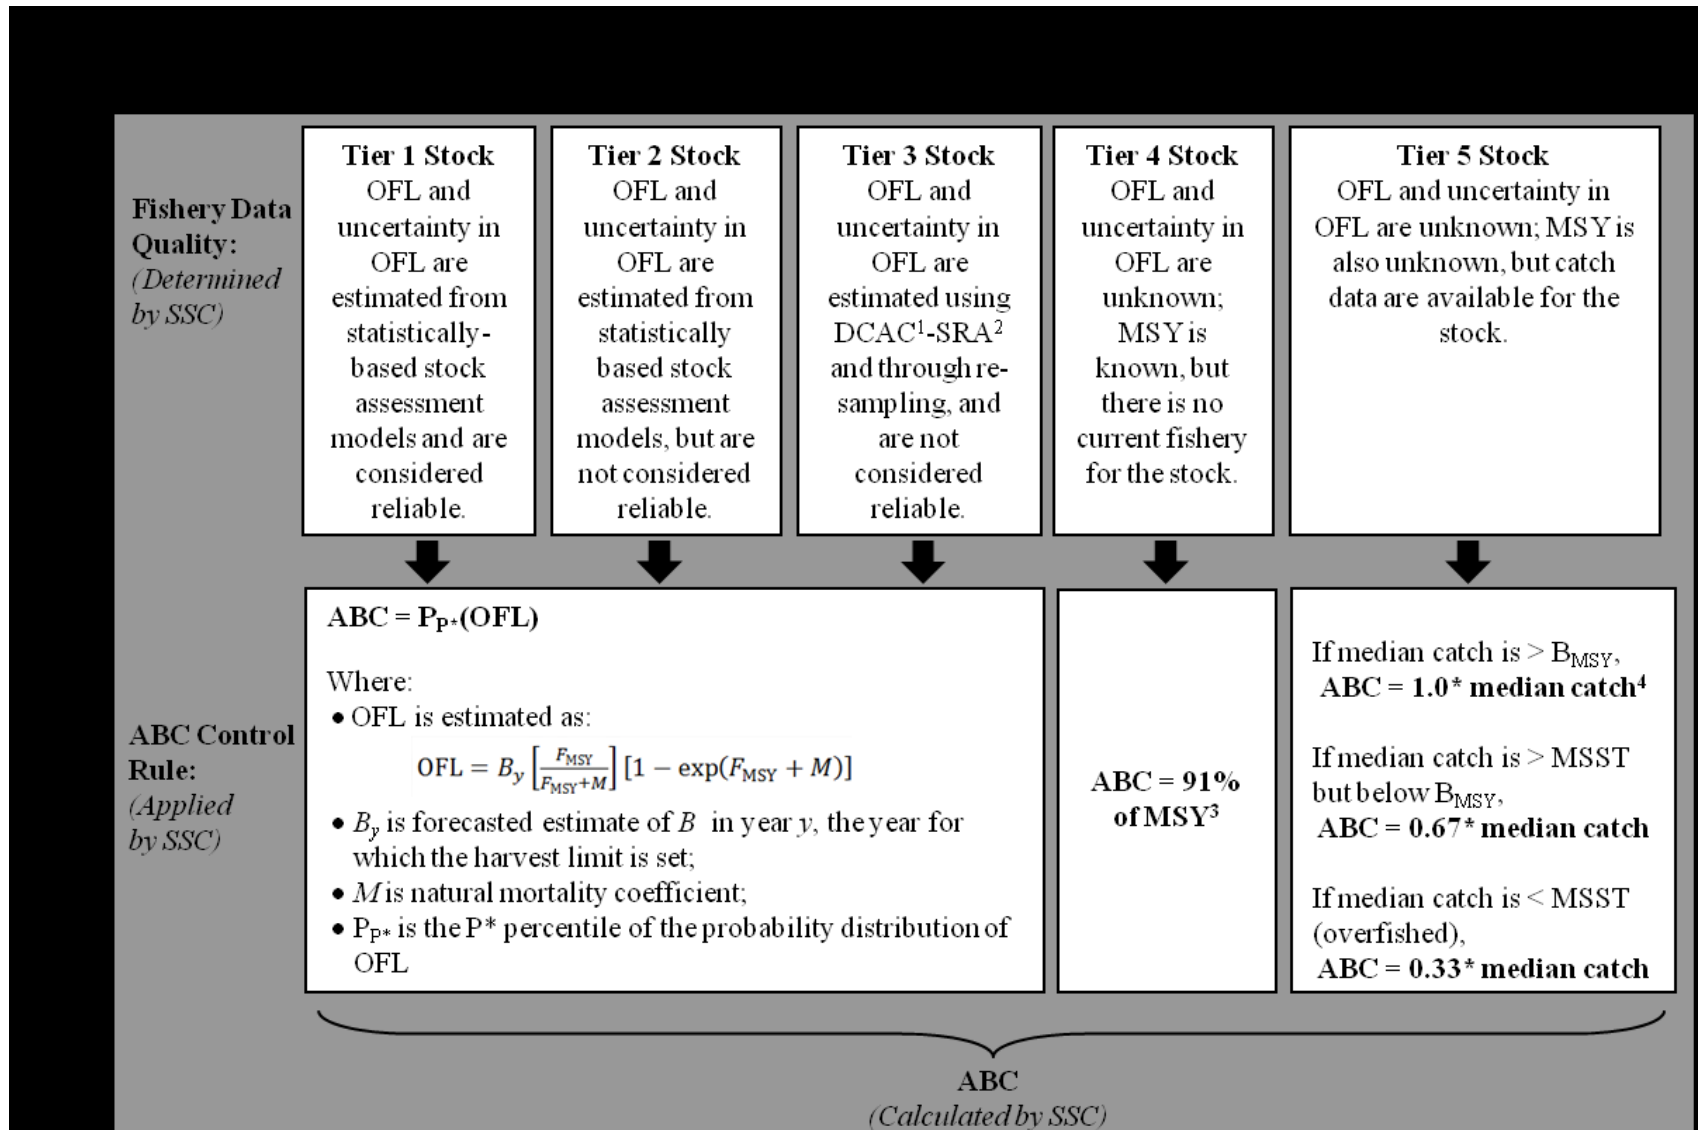 Fishery Data
Quality:
(Determined
by SSC)
Tier 1 Stock
OFL and
uncertainty in
OFL are
estimated from
statistically-
based stock
assessment
models and are
considered
reliable.
Tier 2 Stock
OFL and
uncertainty in
OFL are
estimated from
statistically
based stock
assessment
models, but are
not considered
reliable.
Tier 3 Stock
OFL and
uncertainty in
OFL are
estimated using
DCAC¹-SRA²
and through re-
sampling, and
are not
considered
reliable.
Tier 4 Stock
OFL and
uncertainty in
OFL are
unknown;
MSY is
known, but
there is no
current fishery
for the stock.
Tier 5 Stock
OFL and uncertainty in
OFL are unknown; MSY is
also unknown, but catch
data are available for the
stock.
ABC Control
Rule:
(Applied
by SSC)
ABC = P_P*(OFL)
Where:
• OFL is estimated as:
OFL = B_y [F_MSY / F_MSY+M] [1 − exp(F_MSY + M)]
• B_y is forecasted estimate of B in year y, the year for
which the harvest limit is set;
• M is natural mortality coefficient;
• P_P* is the P* percentile of the probability distribution of
OFL
ABC = 91%
of MSY³
If median catch is > B_MSY,
ABC = 1.0* median catch⁴
If median catch is > MSST
but below B_MSY,
ABC = 0.67* median catch
If median catch is < MSST
(overfished),
ABC = 0.33* median catch
ABC
(Calculated by SSC)